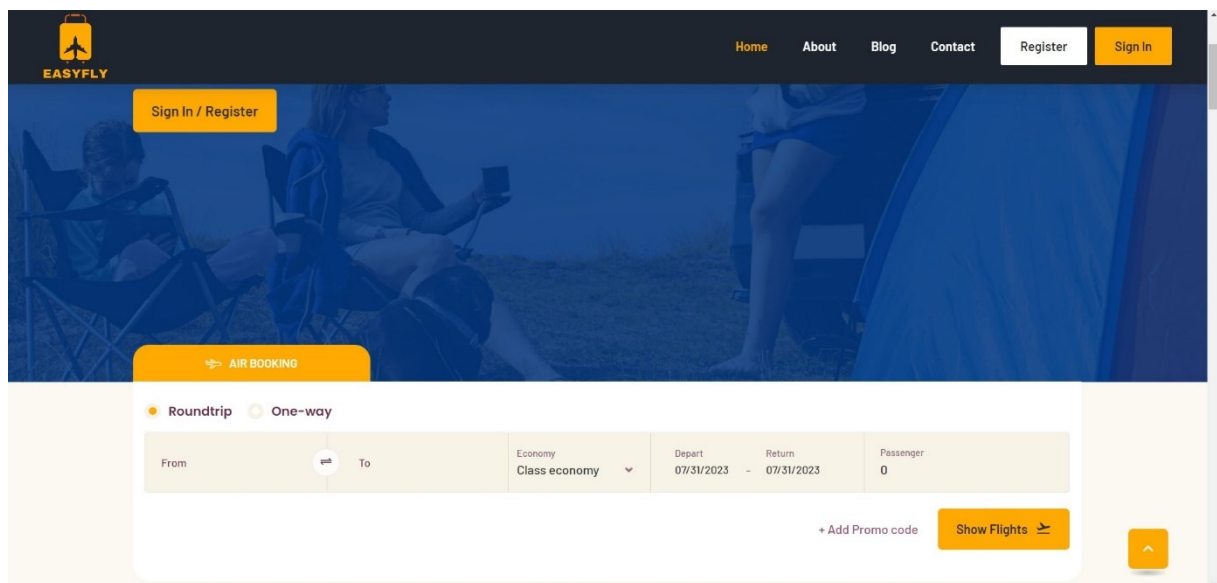 EASYFLY
Home About Blog Contact Register Sign In
Sign In / Register
AIR BOOKING
Roundtrip One-way
From To
Economy Depart Return Passenger
Class economy 07/31/2023 - 07/31/2023 0
+ Add Promo code Show Flights